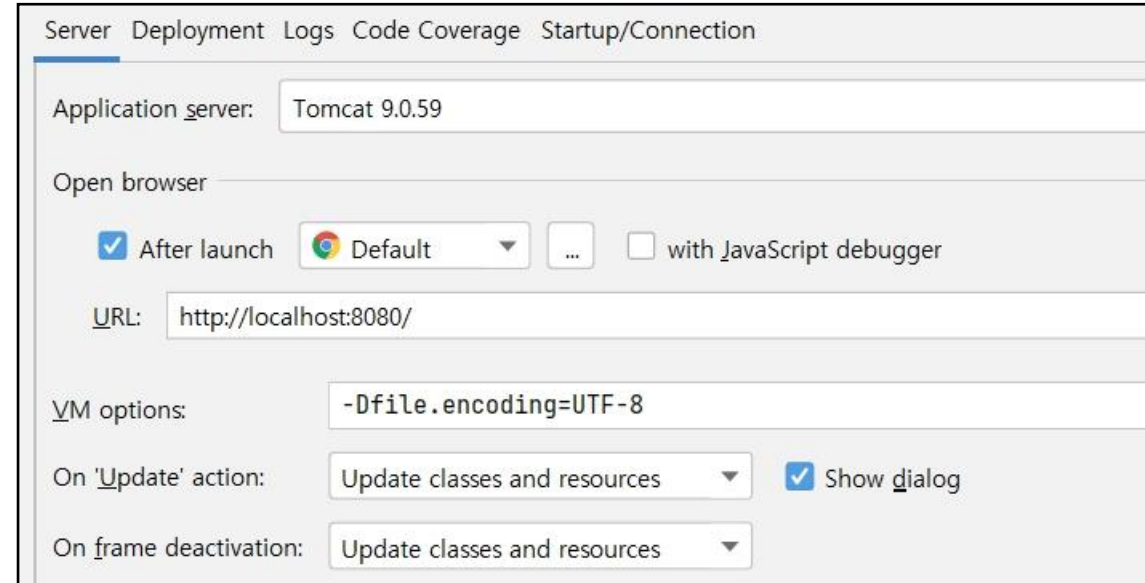 Server Deployment Logs Code Coverage Startup/Connection
Application server: Tomcat 9.0.59
Open browser
After launch Default ... with JavaScript debugger
URL: http://localhost:8080/
VM options: -Dfile.encoding=UTF-8
On 'Update' action: Update classes and resources Show dialog
On frame deactivation: Update classes and resources